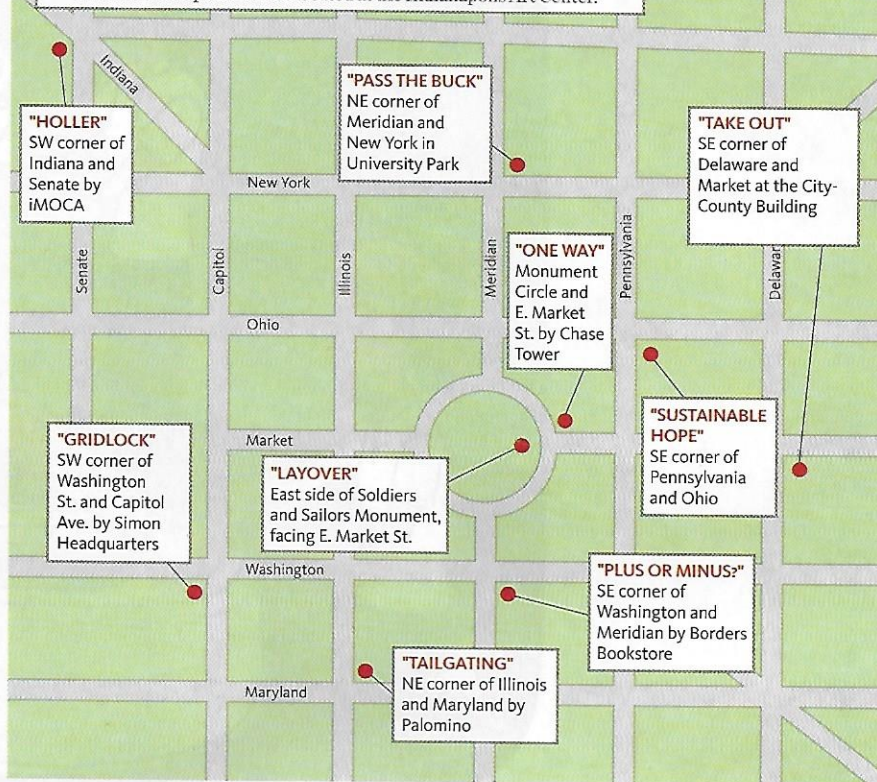 Indianapolis Art Center.
Indiana
"HOLLER"
SW corner of
Indiana and
Senate by
iMOCA
"PASS THE BUCK"
NE corner of
Meridian and
New York in
University Park
"TAKE OUT"
SE corner of
Delaware and
Market at the City-
County Building
New York
Senate
Capitol
Illinois
Meridian
Pennsylvania
Delawar
"ONE WAY"
Monument
Circle and
E. Market
St. by Chase
Tower
Ohio
"SUSTAINABLE
HOPE"
SE corner of
Pennsylvania
and Ohio
"GRIDLOCK"
SW corner of
Washington
St. and Capitol
Ave. by Simon
Headquarters
Market
"LAYOVER"
East side of Soldiers
and Sailors Monument,
facing E. Market St.
Washington
"PLUS OR MINUS?"
SE corner of
Washington and
Meridian by Borders
Bookstore
"TAILGATING"
NE corner of Illinois
and Maryland by
Palomino
Maryland